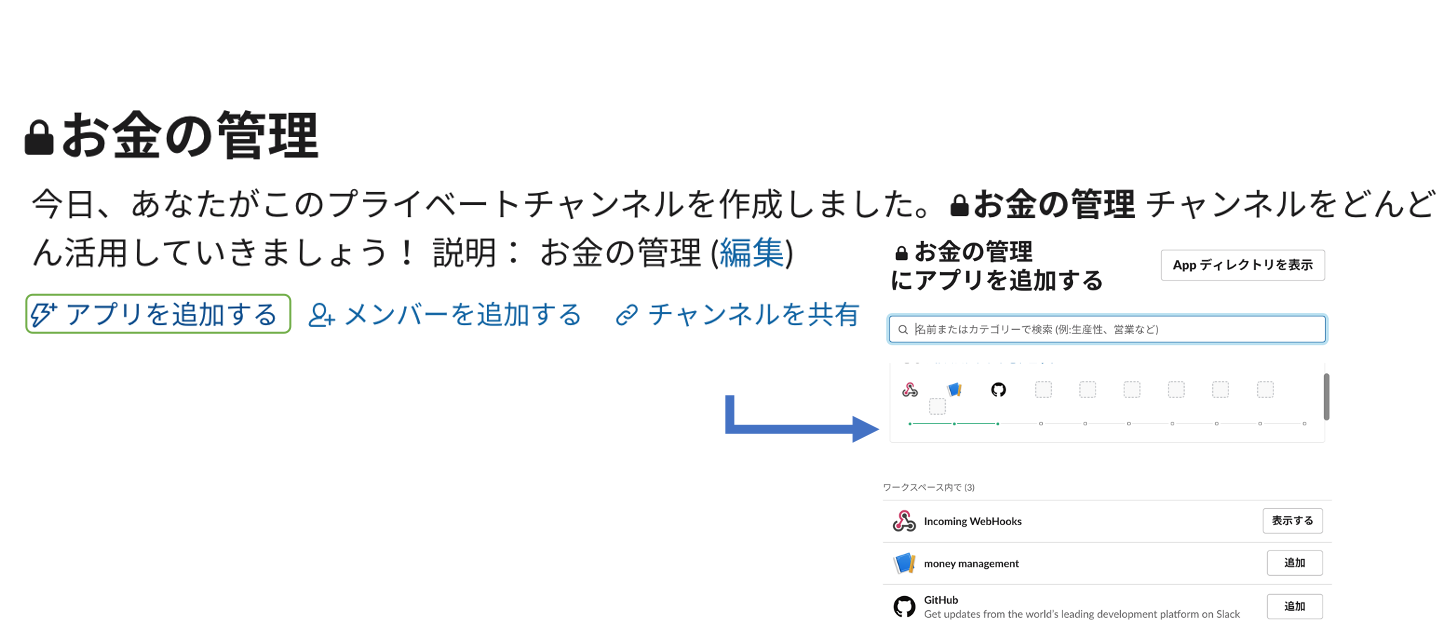 お金の管理
今日、あなたがこのプライベートチャンネルを作成しました。お金の管理 チャンネルをどんど
ん活用していきましょう！ 説明： お金の管理 (編集)
アプリを追加する メンバーを追加する チャンネルを共有
お金の管理
にアプリを追加する
App ディレクトリを表示
名前またはカテゴリーで検索 (例:生産性、営業など)
ワークスペース内で (3)
Incoming WebHooks 表示する
money management 追加
GitHub
Get updates from the world's leading development platform on Slack 追加